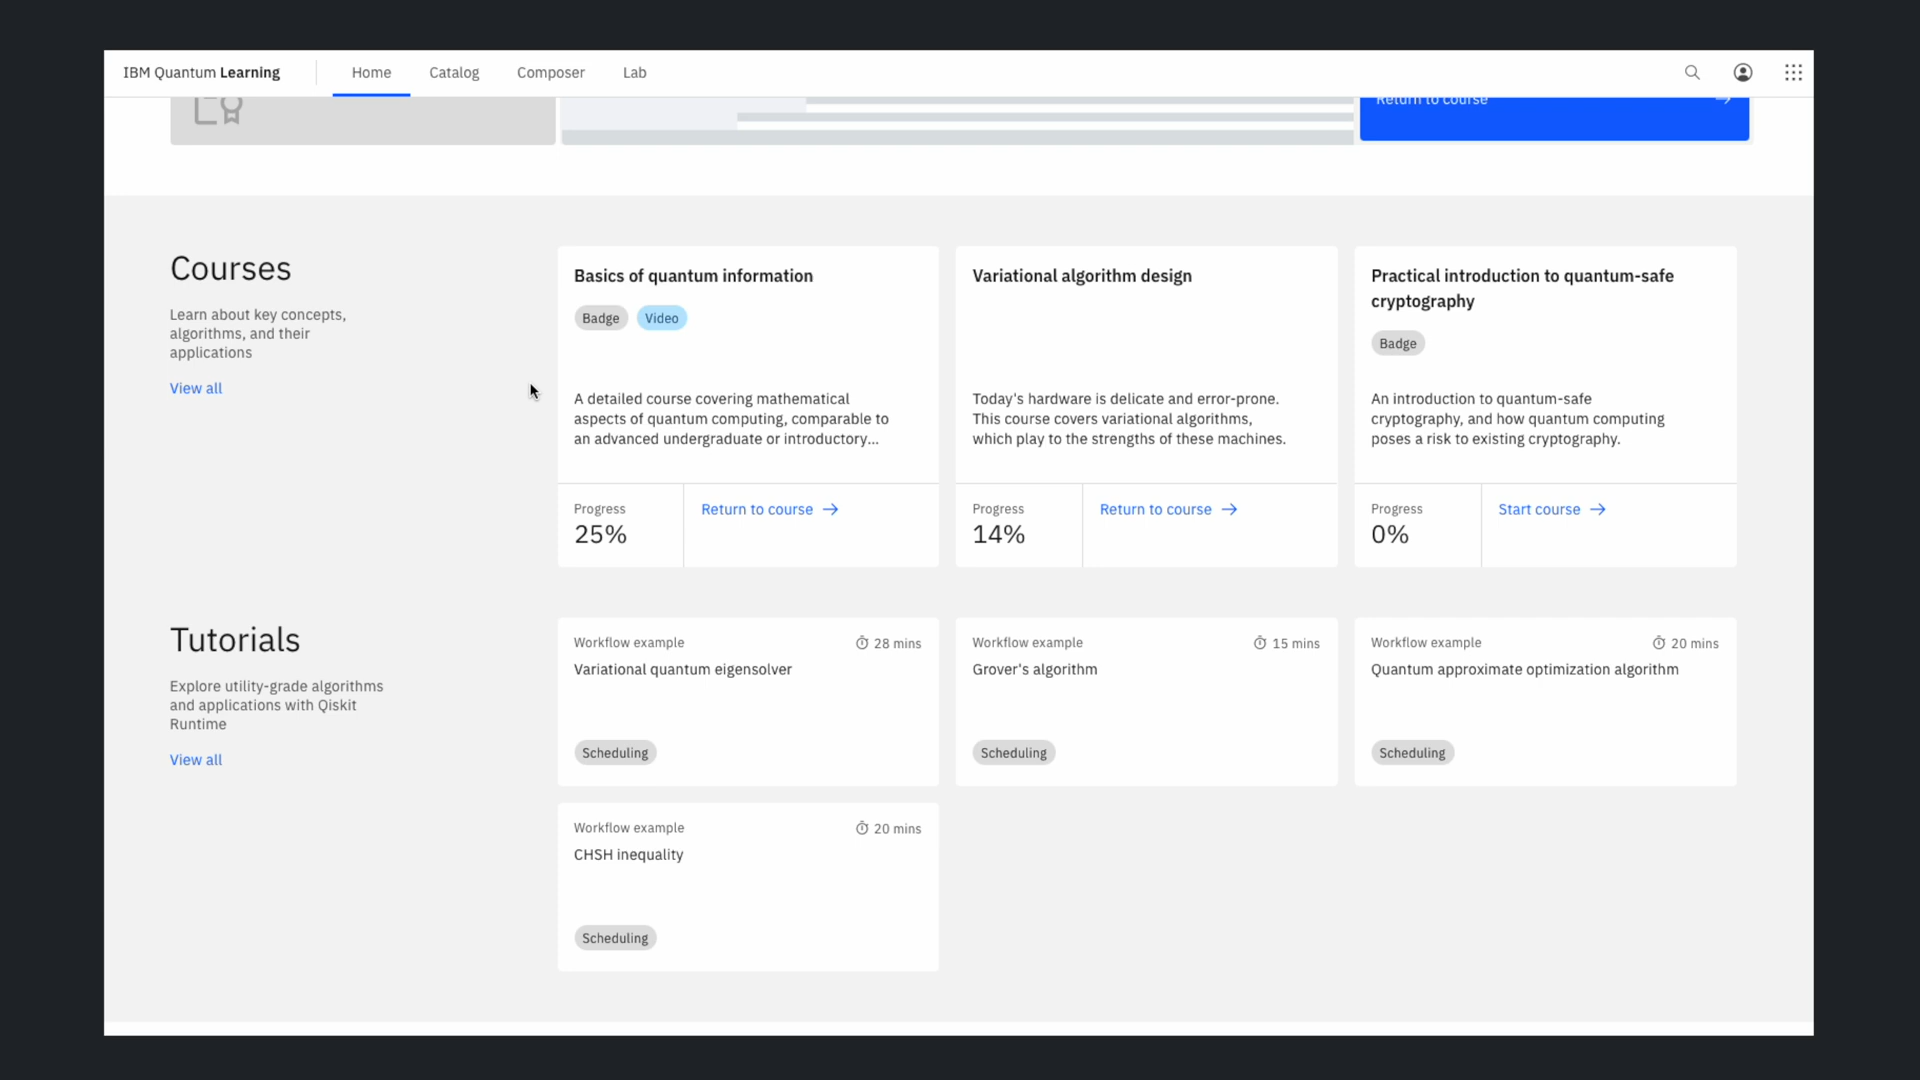 IBM Quantum Learning
Home
Catalog
Composer
Lab
Return to course
Courses
Learn about key concepts,
algorithms, and their
applications
View all
Basics of quantum information
Badge
Video
A detailed course covering mathematical
aspects of quantum computing, comparable to
an advanced undergraduate or introductory...
Progress
25%
Return to course
Variational algorithm design
Today's hardware is delicate and error-prone.
This course covers variational algorithms,
which play to the strengths of these machines.
Progress
14%
Return to course
Practical introduction to quantum-safe
cryptography
Badge
An introduction to quantum-safe
cryptography, and how quantum computing
poses a risk to existing cryptography.
Progress
0%
Start course
Tutorials
Explore utility-grade algorithms
and applications with Qiskit
Runtime
View all
Workflow example
28 mins
Variational quantum eigensolver
Scheduling
Workflow example
15 mins
Grover's algorithm
Scheduling
Workflow example
20 mins
Quantum approximate optimization algorithm
Scheduling
Workflow example
20 mins
CHSH inequality
Scheduling